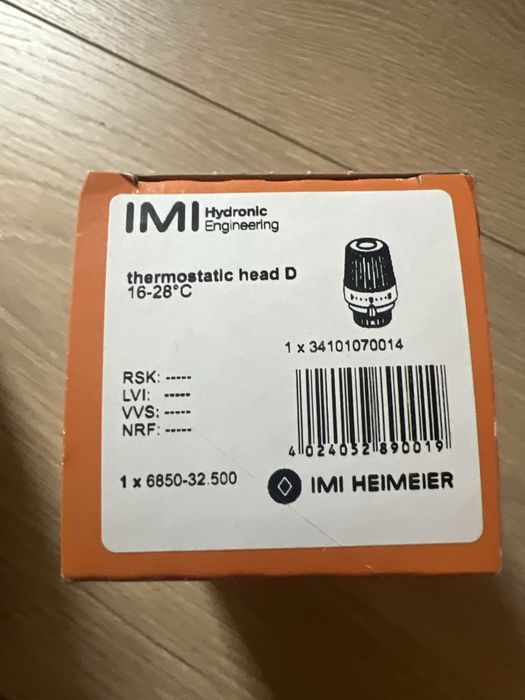 IMI Hydronic
Engineering
thermostatic head D
16-28°C
1 x 34101070014
RSK: -----
LVI: -----
VVS: -----
NRF: -----
4 024052 890019
1 x 6850-32.500
IMI HEIMEIER